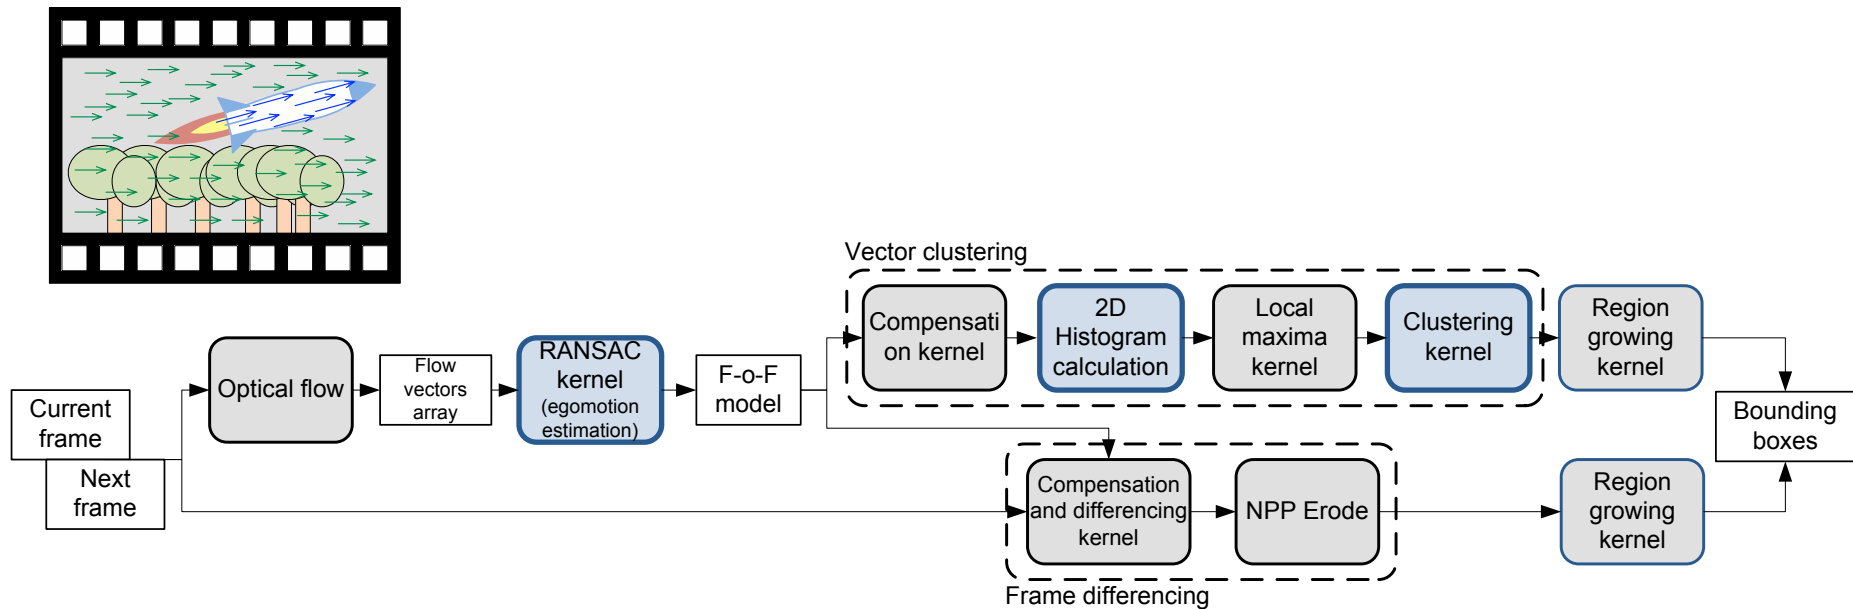 Vector clustering
Compensati
on kernel
2D
Histogram
calculation
Local
maxima
kernel
Clustering
kernel
Region
growing
kernel
Optical flow
Flow
vectors
array
RANSAC
kernel
(egomotion
estimation)
F-o-F
model
Current
frame
Next
frame
Bounding
boxes
Compensation
and differencing
kernel
NPP Erode
Region
growing
kernel
Frame differencing